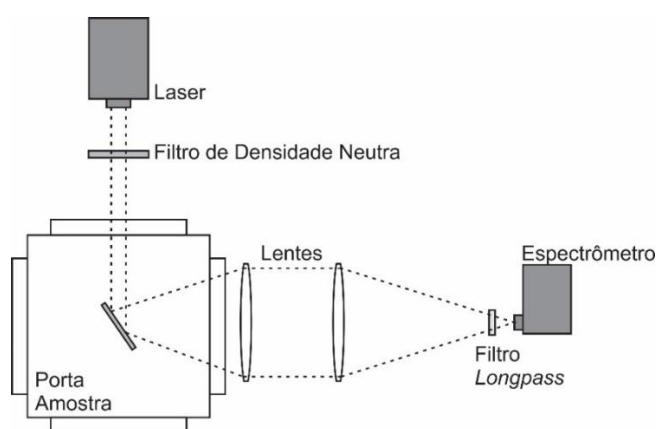 Laser
Filtro de Densidade Neutra
Lentes
Espectrômetro
Filtro
Longpass
Porta
Amostra